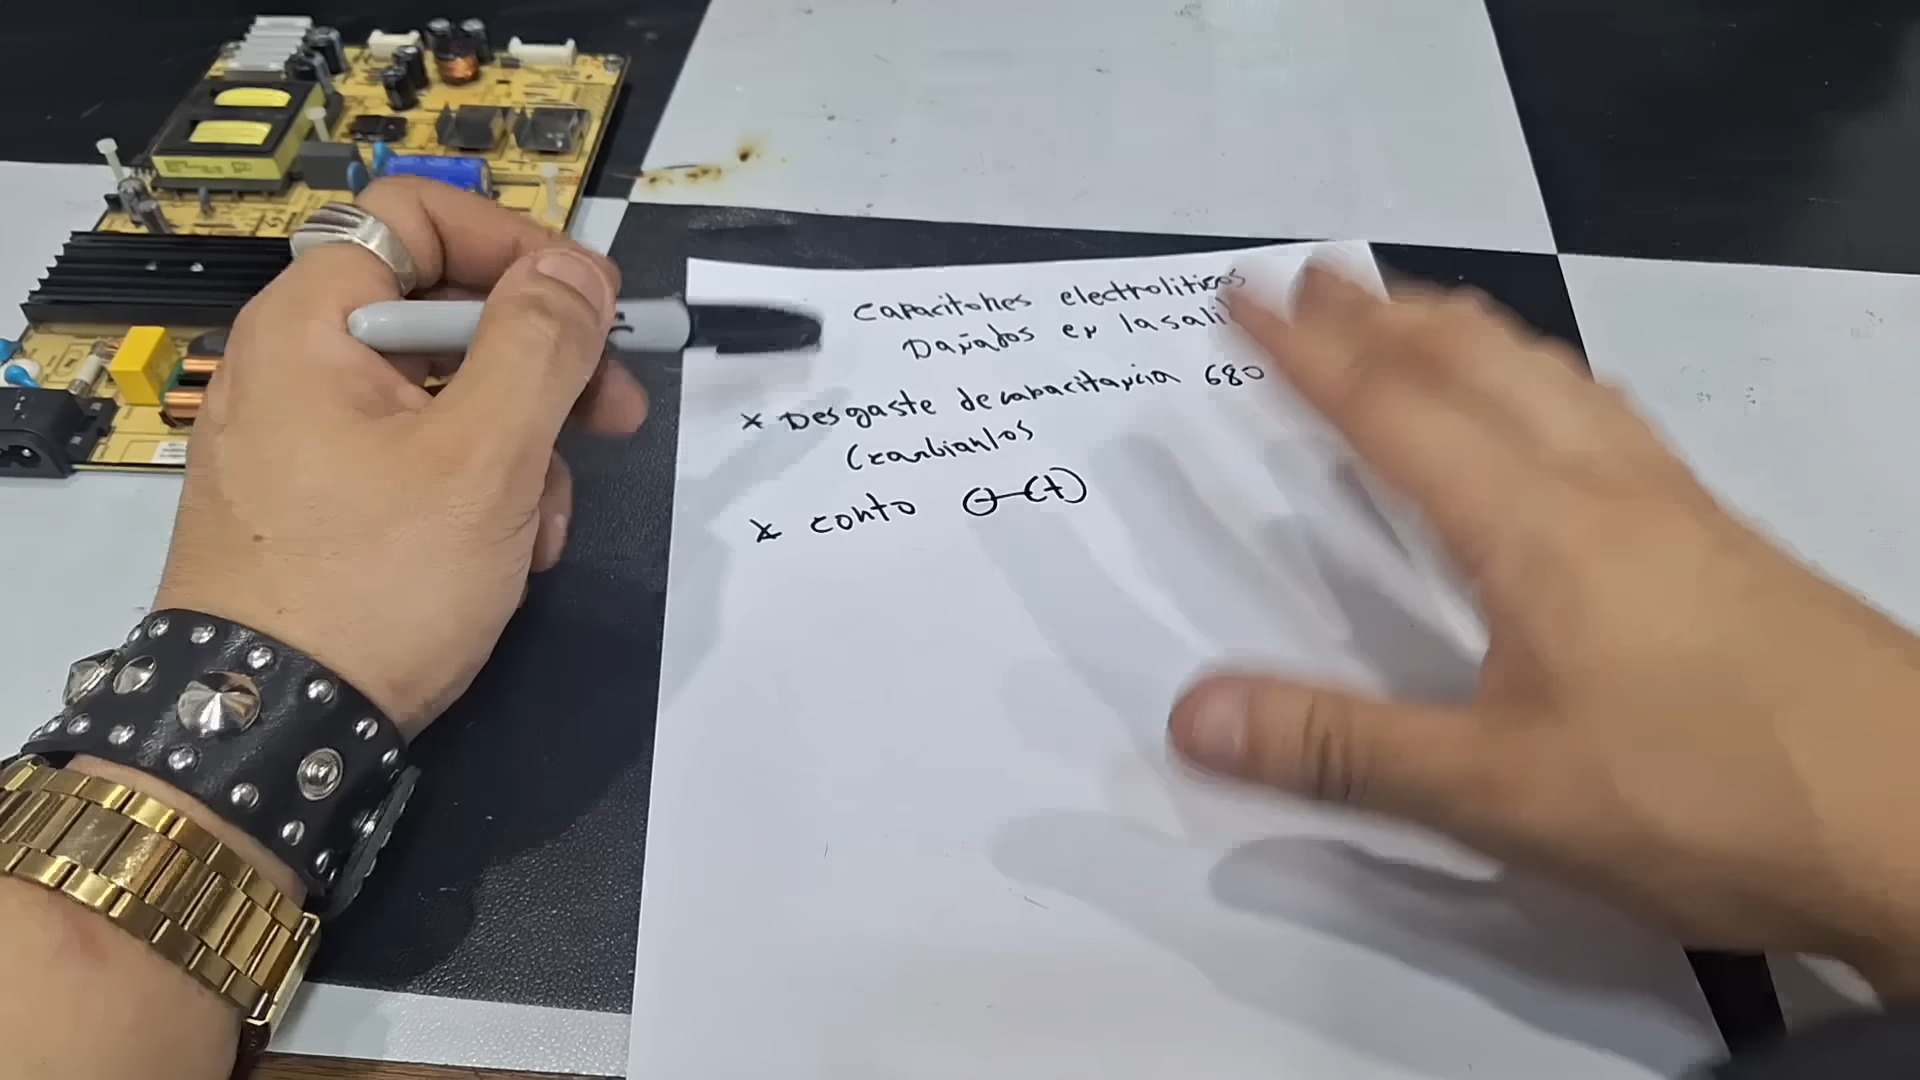 Capacitores electroliticos
Dañados en la sali
* Desgaste de capacitancia 680
(cambiarlos
* corto (-)-(+)